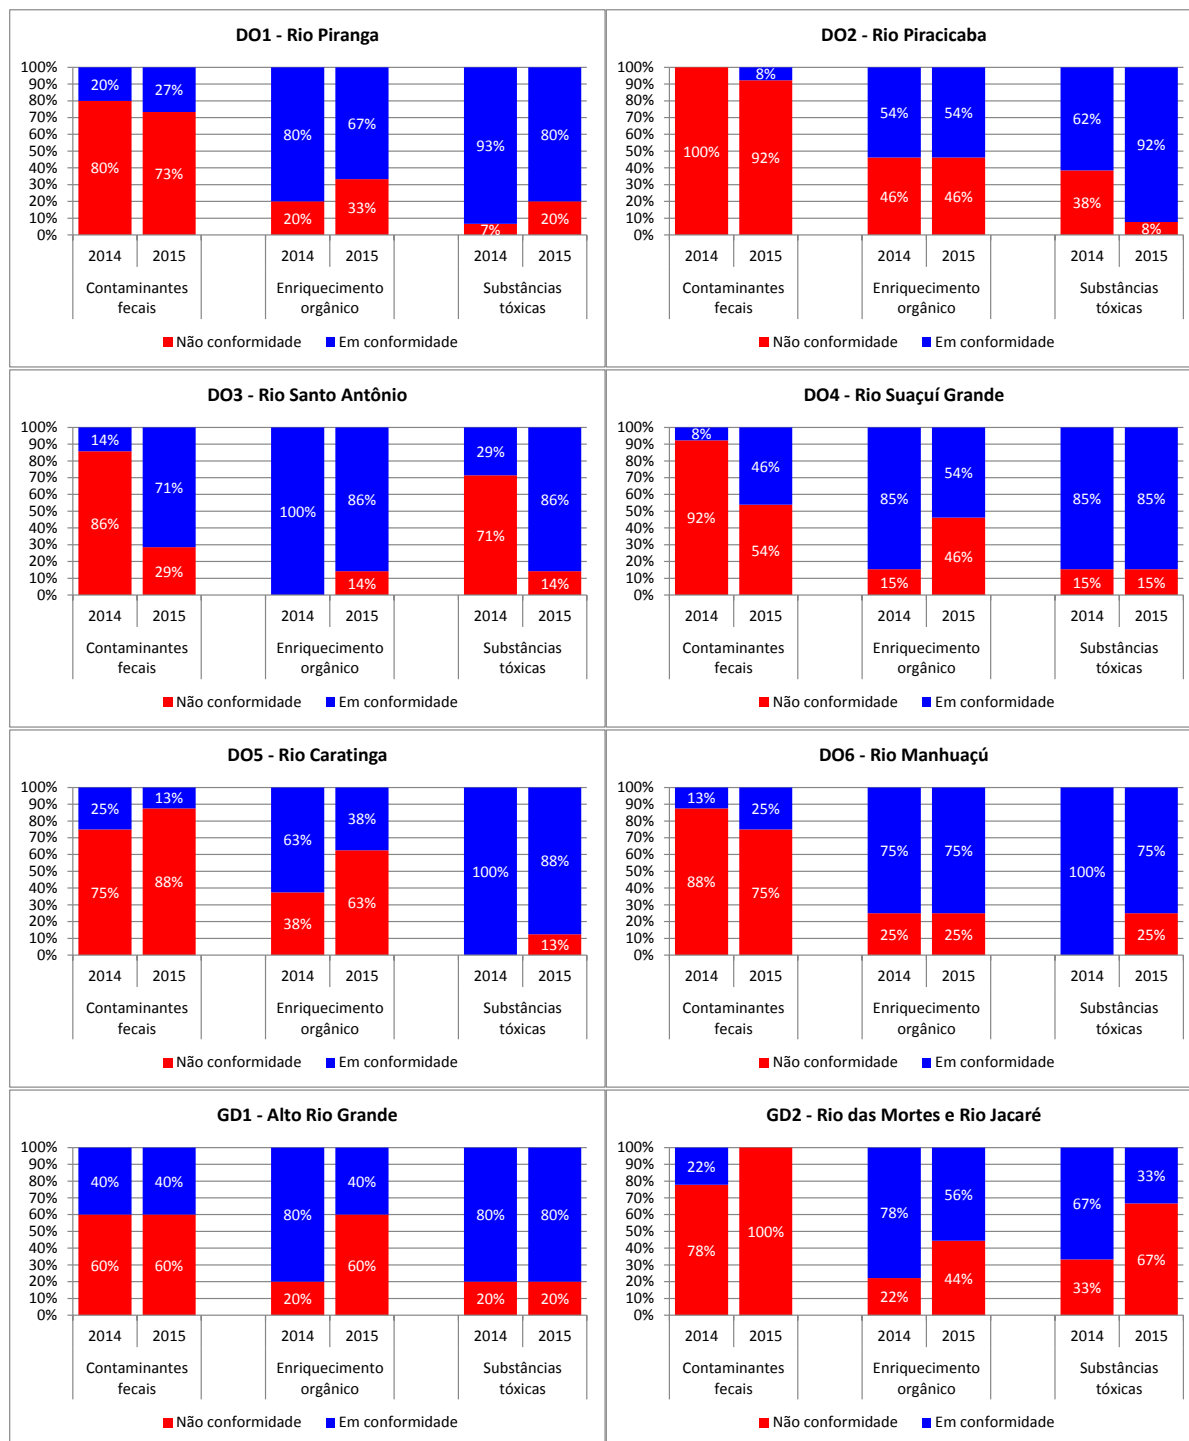 DO1 - Rio Piranga
100%
90%
80%
70%
60%
50%
40%
30%
20%
10%
0%
20% 27% 80% 67% 93% 80%
80% 73% 20% 33% 7% 20%
2014 2015 2014 2015 2014 2015
Contaminantes fecais
Enriquecimento orgânico
Substâncias tóxicas
Não conformidade Em conformidade
DO2 - Rio Piracicaba
100%
90%
80%
70%
60%
50%
40%
30%
20%
10%
0%
8% 54% 54% 62% 92%
100% 92% 46% 46% 38% 8%
2014 2015 2014 2015 2014 2015
Contaminantes fecais
Enriquecimento orgânico
Substâncias tóxicas
Não conformidade Em conformidade
DO3 - Rio Santo Antônio
100%
90%
80%
70%
60%
50%
40%
30%
20%
10%
0%
14% 71% 100% 86% 29% 86%
86% 29% 14% 71% 14%
2014 2015 2014 2015 2014 2015
Contaminantes fecais
Enriquecimento orgânico
Substâncias tóxicas
Não conformidade Em conformidade
DO4 - Rio Suaçuí Grande
100%
90%
80%
70%
60%
50%
40%
30%
20%
10%
0%
8% 46% 85% 54% 85% 85%
92% 54% 15% 46% 15% 15%
2014 2015 2014 2015 2014 2015
Contaminantes fecais
Enriquecimento orgânico
Substâncias tóxicas
Não conformidade Em conformidade
DO5 - Rio Caratinga
100%
90%
80%
70%
60%
50%
40%
30%
20%
10%
0%
25% 13% 63% 38% 100% 88%
75% 88% 38% 63% 13%
2014 2015 2014 2015 2014 2015
Contaminantes fecais
Enriquecimento orgânico
Substâncias tóxicas
Não conformidade Em conformidade
DO6 - Rio Manhuaçú
100%
90%
80%
70%
60%
50%
40%
30%
20%
10%
0%
13% 25% 75% 75% 100% 75%
88% 75% 25% 25% 25%
2014 2015 2014 2015 2014 2015
Contaminantes fecais
Enriquecimento orgânico
Substâncias tóxicas
Não conformidade Em conformidade
GD1 - Alto Rio Grande
100%
90%
80%
70%
60%
50%
40%
30%
20%
10%
0%
40% 40% 80% 40% 80% 80%
60% 60% 20% 60% 20% 20%
2014 2015 2014 2015 2014 2015
Contaminantes fecais
Enriquecimento orgânico
Substâncias tóxicas
Não conformidade Em conformidade
GD2 - Rio das Mortes e Rio Jacaré
100%
90%
80%
70%
60%
50%
40%
30%
20%
10%
0%
22% 78% 56% 67% 33%
78% 100% 22% 44% 33% 67%
2014 2015 2014 2015 2014 2015
Contaminantes fecais
Enriquecimento orgânico
Substâncias tóxicas
Não conformidade Em conformidade